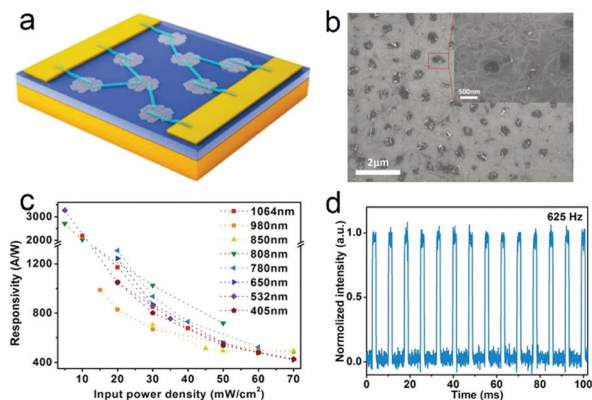 a
b
500nm
2μm
c
3000
2000
1200
800
400
Responsivity (A/W)
1064nm
980nm
850nm
808nm
780nm
650nm
532nm
405nm
10 20 30 40 50 60 70
Input power density (mW/cm²)
d
625 Hz
1.0
0.5
0.0
Normolized intensity (a.u.)
0 20 40 60 80 100
Time (ms)